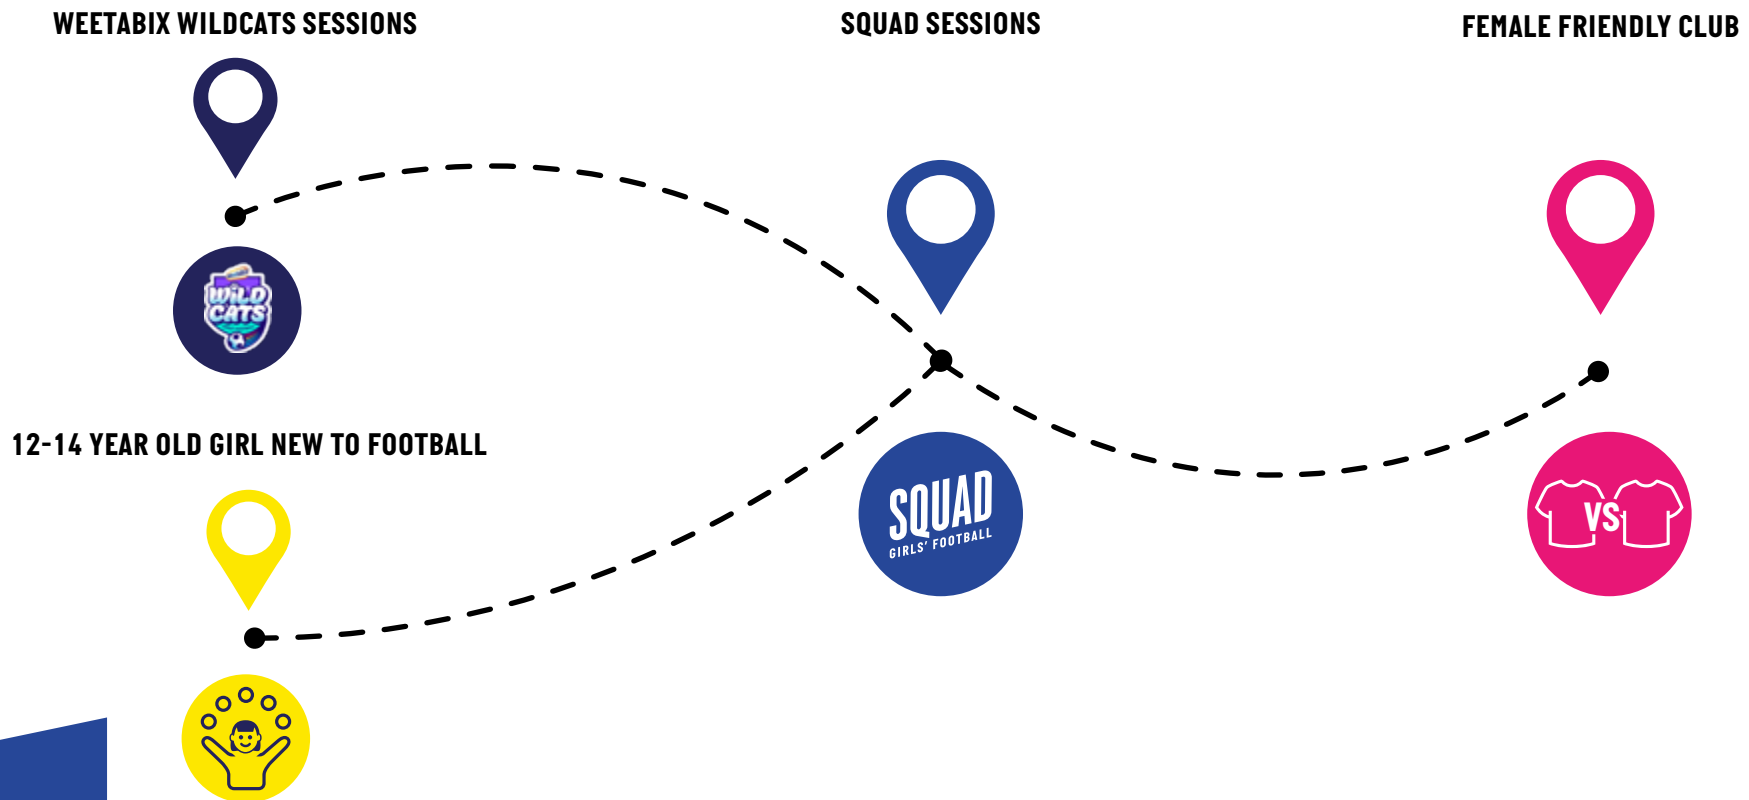 WEETABIX WILDCATS SESSIONS
SQUAD SESSIONS
FEMALE FRIENDLY CLUB
WILD
CATS
12-14 YEAR OLD GIRL NEW TO FOOTBALL
SQUAD
GIRLS' FOOTBALL
VS